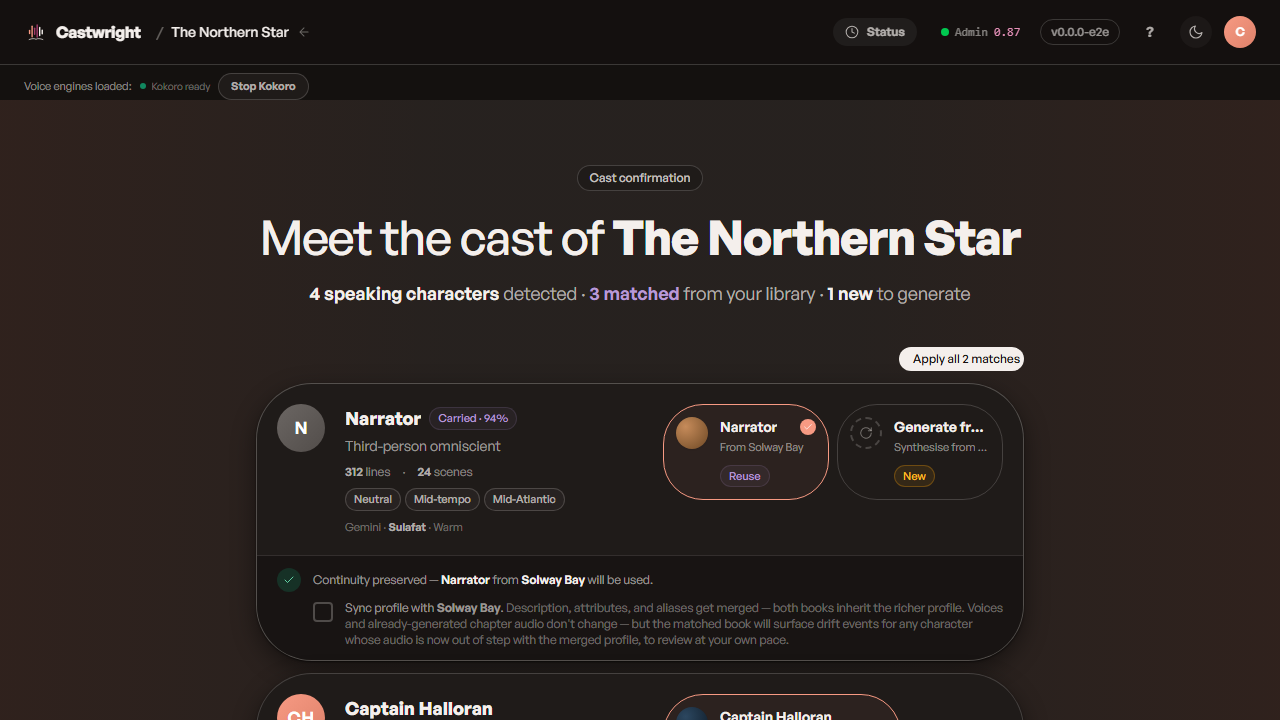 Castwright / The Northern Star ←
Status
Admin 0.87
v0.0.0-e2e
?
C
Voice engines loaded: Kokoro ready
Stop Kokoro
Cast confirmation
Meet the cast of The Northern Star
4 speaking characters detected · 3 matched from your library · 1 new to generate
Apply all 2 matches
N
Narrator
Carried · 94%
Third-person omniscient
312 lines · 24 scenes
Neutral
Mid-tempo
Mid-Atlantic
Gemini · Sulafat · Warm
Narrator
From Solway Bay
Reuse
Generate fr...
Synthesise from ...
New
Continuity preserved — Narrator from Solway Bay will be used.
Sync profile with Solway Bay. Description, attributes, and aliases get merged — both books inherit the richer profile. Voices
and already-generated chapter audio don't change — but the matched book will surface drift events for any character
whose audio is now out of step with the merged profile, to review at your own pace.
CH
Captain Halloran
Captain Halloran